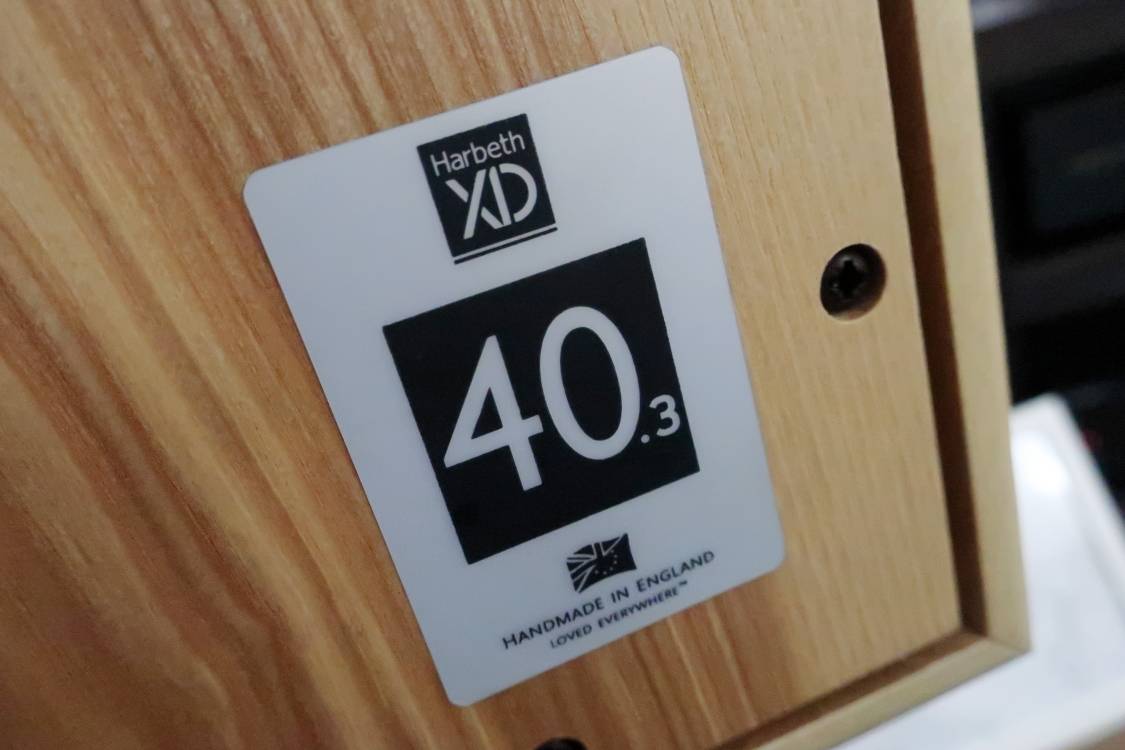 Harbeth
XD
40.3
HANDMADE IN ENGLAND
LOVED EVERYWHERE™